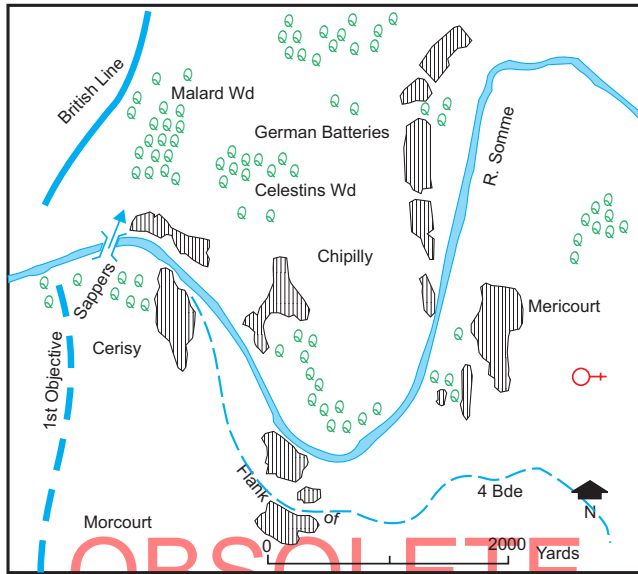 British Line
Malard Wd
German Batteries
R. Somme
Celestins Wd
Sappers
Chipilly
Mericourt
1st Objective
Cerisy
Flank of 4 Bde
N
Morcourt
OBSOLETE
0 2000
Yards